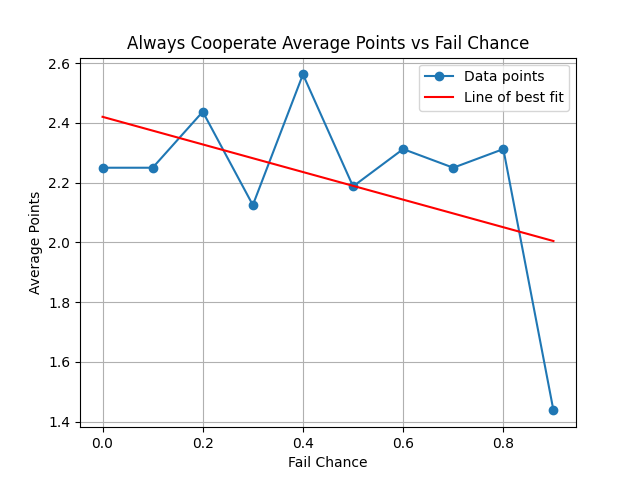 Always Cooperate Average Points vs Fail Chance
2.6
2.4
2.2
2.0
1.8
1.6
1.4
Average Points
Data points
Line of best fit
0.0 0.2 0.4 0.6 0.8
Fail Chance